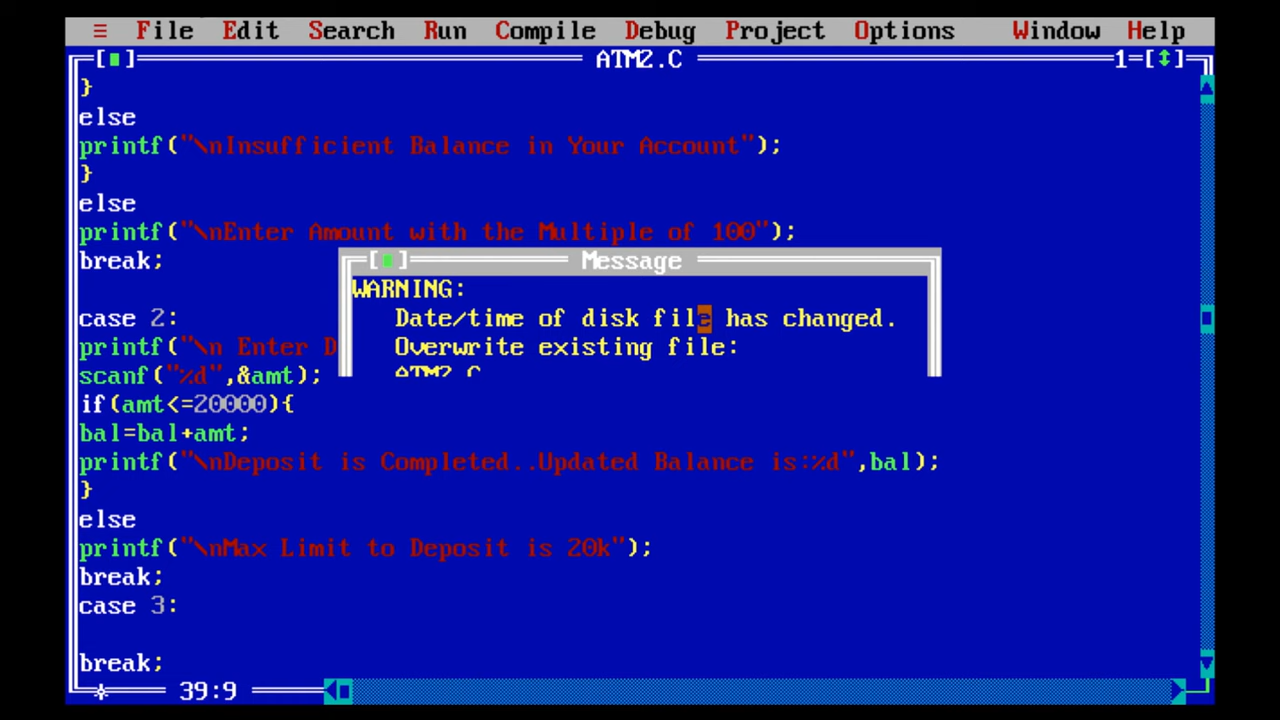 ≡ File Edit Search Run Compile Debug Project Options Window Help
[■] ATM2.C 1=[↕]
}
else
printf("\nInsufficient Balance in Your Account");
}
else
printf("\nEnter Amount with the Multiple of 100");
break;
[■] Message
WARNING:
Date/time of disk file has changed.
Overwrite existing file:
ATM2.C
case 2:
printf("\n Enter D
scanf("%d",&amt);
if(amt<=20000){
bal=bal+amt;
printf("\nDeposit is Completed..Updated Balance is:%d",bal);
}
else
printf("\nMax Limit to Deposit is 20k");
break;
case 3:
break;
39:9